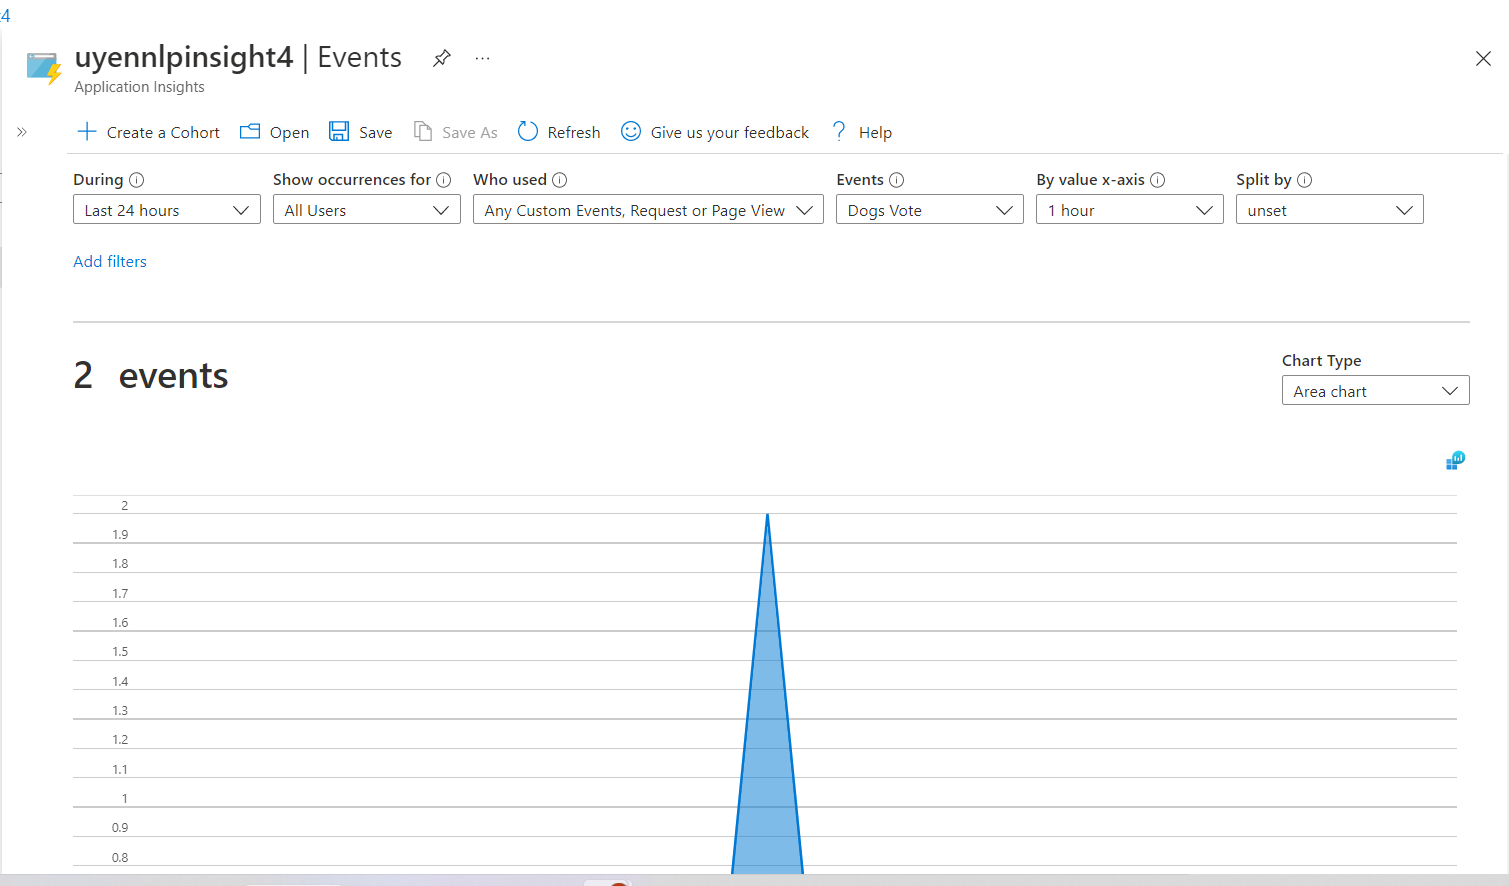 4
uyennlpinsight4 | Events
Application Insights
Create a Cohort Open Save Save As Refresh Give us your feedback ? Help
During Show occurrences for Who used Events By value x-axis Split by
Last 24 hours All Users Any Custom Events, Request or Page View Dogs Vote 1 hour unset
Add filters
2 events
Chart Type
Area chart
2
1.9
1.8
1.7
1.6
1.5
1.4
1.3
1.2
1.1
1
0.9
0.8